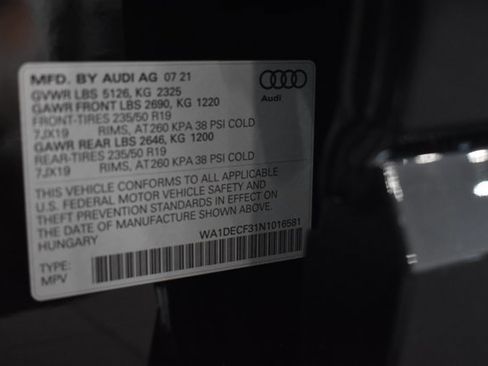 MFD. BY AUDI AG 07 21
GVWR LBS 5126, KG 2325
GAWR FRONT LBS 2690, KG 1220
FRONT-TIRES 235/50 R19
7JX19 RIMS, AT 260 KPA 38 PSI COLD
GAWR REAR LBS 2646, KG 1200
REAR-TIRES 235/50 R19
7JX19 RIMS, AT 260 KPA 38 PSI COLD
THIS VEHICLE CONFORMS TO ALL APPLICABLE
U.S. FEDERAL MOTOR VEHICLE SAFETY AND
THEFT PREVENTION STANDARDS IN EFFECT ON
THE DATE OF MANUFACTURE SHOWN ABOVE.
HUNGARY
WA1DECF31N1016581
TYPE:
MPV
Audi